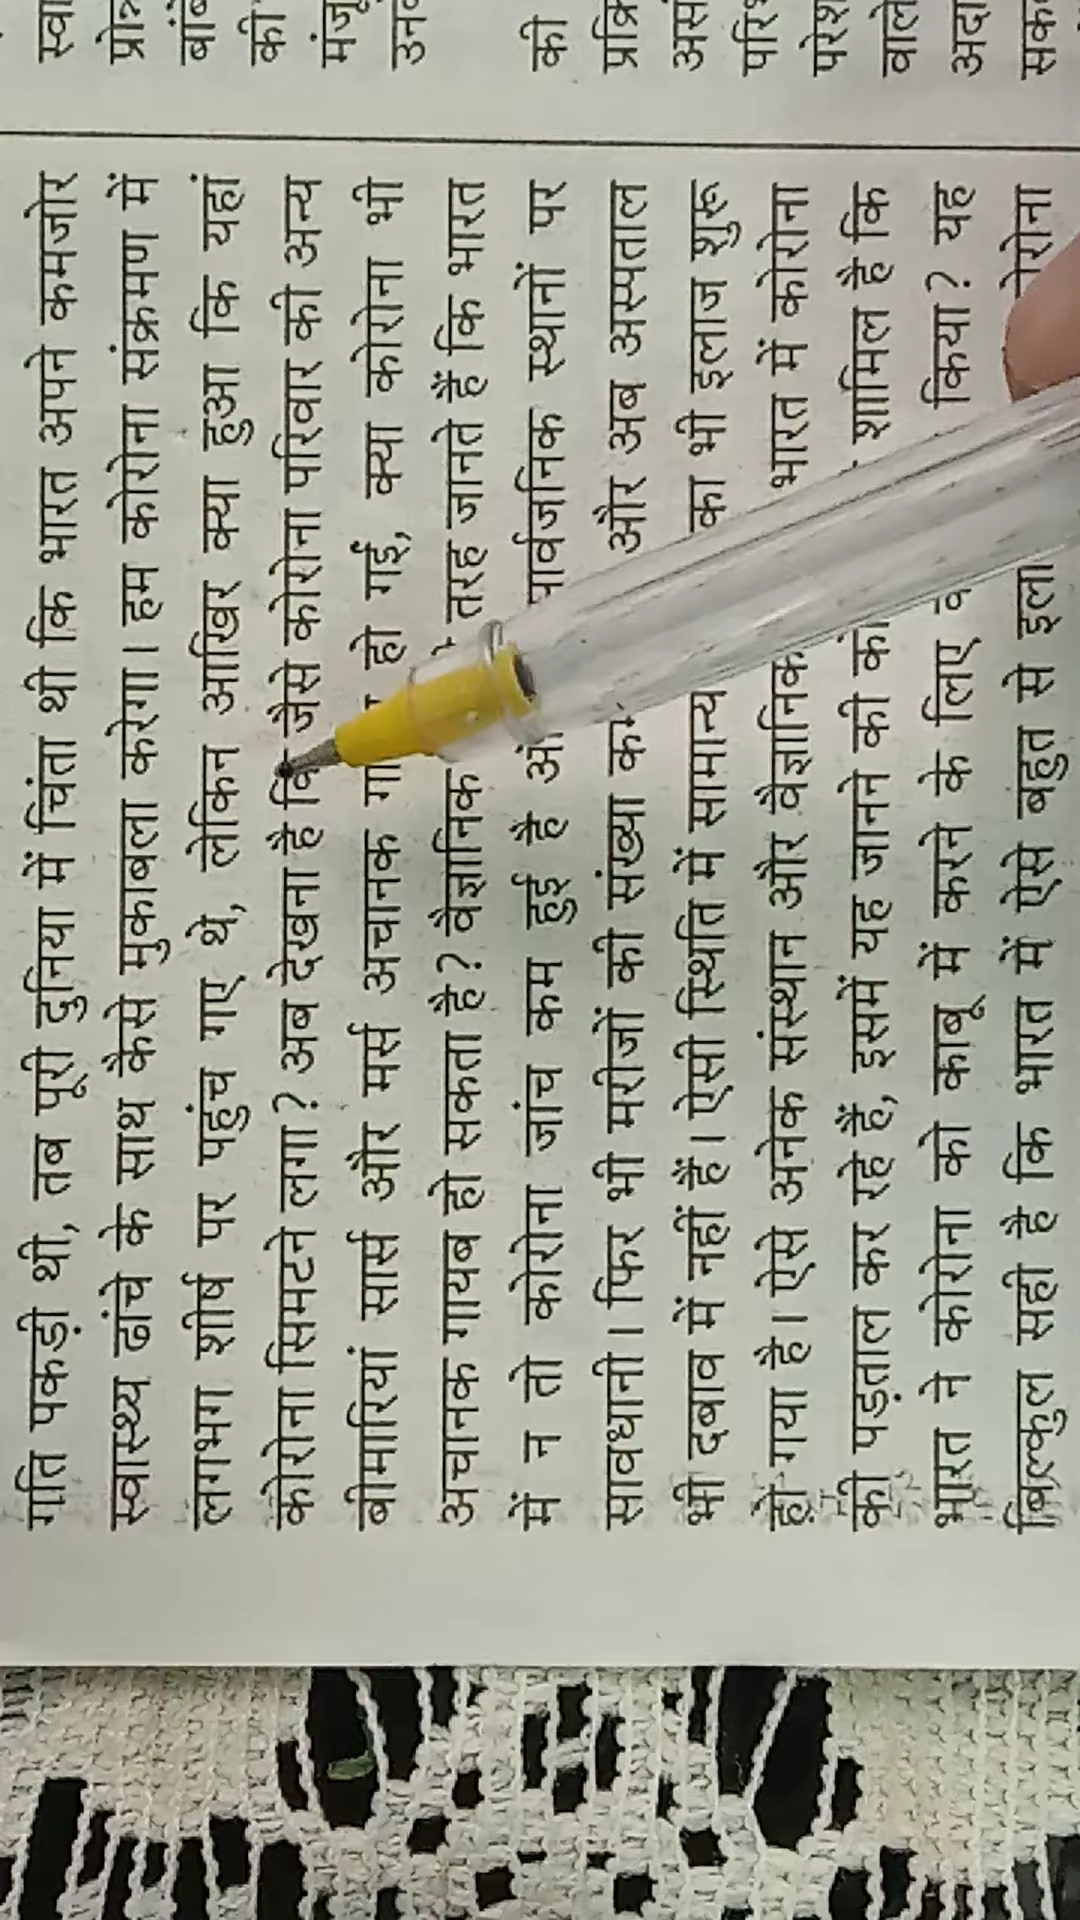 गति पकड़ी थी, तब पूरी दुनिया में चिंता थी कि भारत अपने कमजोर
स्वास्थ्य ढांचे के साथ कैसे मुकाबला करेगा। हम कोरोना संक्रमण में
लगभग शीर्ष पर पहुंच गए थे, लेकिन आखिर क्या हुआ कि यहां
कोरोना सिमटने लगा? अब देखना है कि जैसे कोरोना परिवार की अन्य
बीमारियां सार्स और मर्स अचानक हो गई, क्या कोरोना भी
अचानक गायब हो सकता है? वैज्ञानिक तरह जानते हैं कि भारत
में न तो कोरोना जांच कम हुई है स्थानों पर
सावधानी। फिर भी मरीजों की संख्या और अब अस्पताल
भी दबाव में नहीं हैं। ऐसी स्थिति में सामान्य का भी इलाज शुरू
हो गया है। ऐसे अनेक संस्थान और वैज्ञानिक भारत में कोरोना
की पड़ताल कर रहे हैं, इसमें यह जानने की शामिल है कि
भारत ने कोरोना को काबू में करने के लिए किया? यह
बिल्कुल सही है कि भारत में ऐसे बहुत से
की